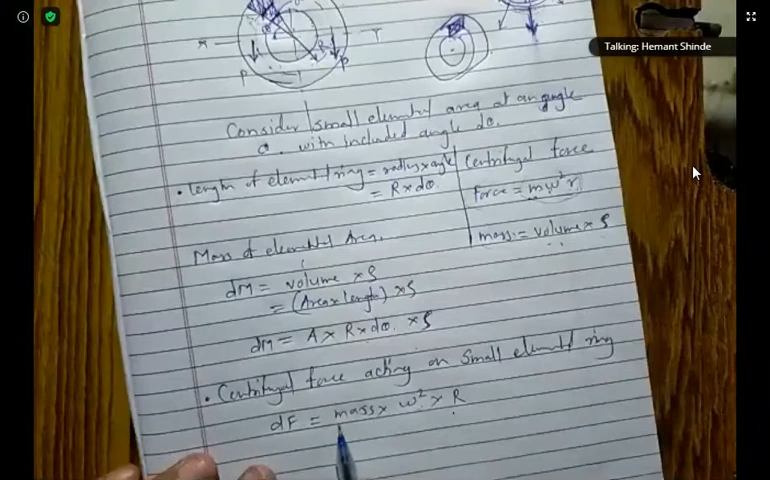 Talking: Hemant Shinde
X
T
P
P
Consider small elemental area at an angle
θ. with included angle dθ.
• Length of elemental ring = radius x angle
= R x dθ
Centrifugal force
Force = mω²r
mass = volume x ρ
Mass of elemental Area.
dM = volume x ρ
= (Area x length) x ρ
dM = A x R x dθ. x ρ
• Centrifugal force acting on small elemental ring
dF = mass x ω² x R